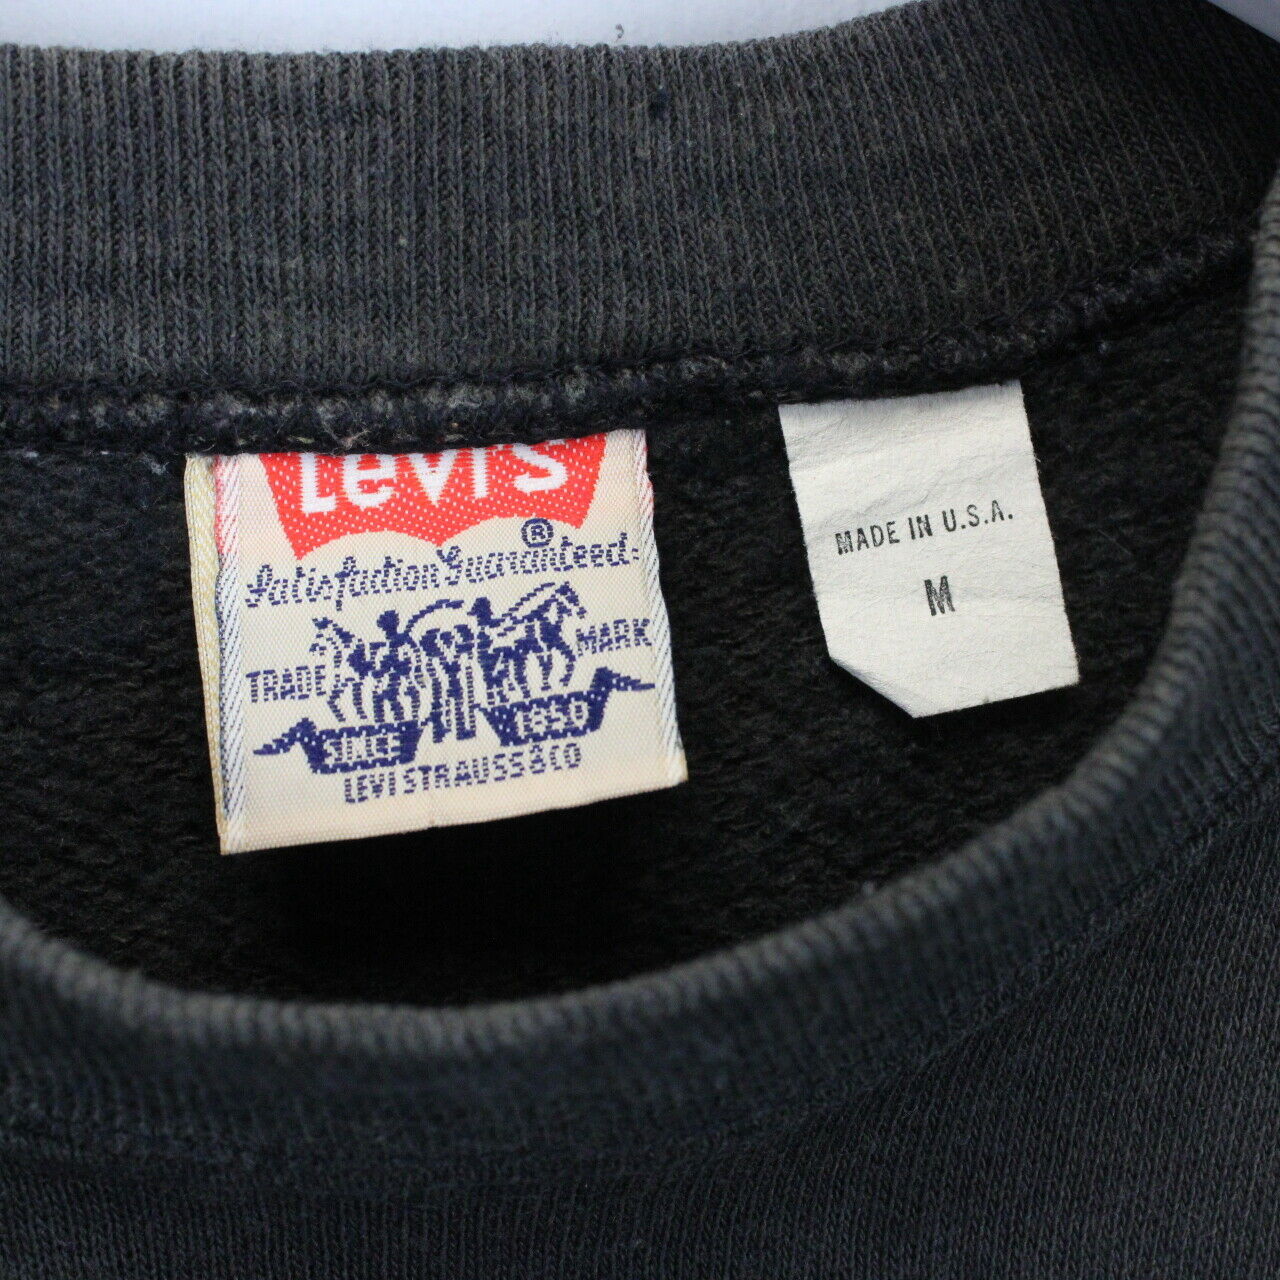 Levi's
®
Satisfaction Guaranteed.
TRADE MARK
SINCE 1850
LEVI STRAUSS & CO
MADE IN U.S.A.
M